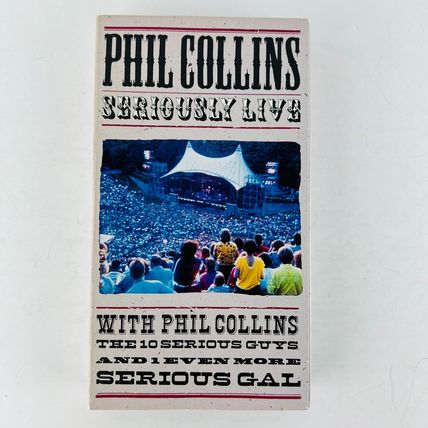 PHIL COLLINS
SERIOUSLY LIVE
WITH PHIL COLLINS
THE 10 SERIOUS GUYS
AND 1 EVEN MORE
SERIOUS GAL